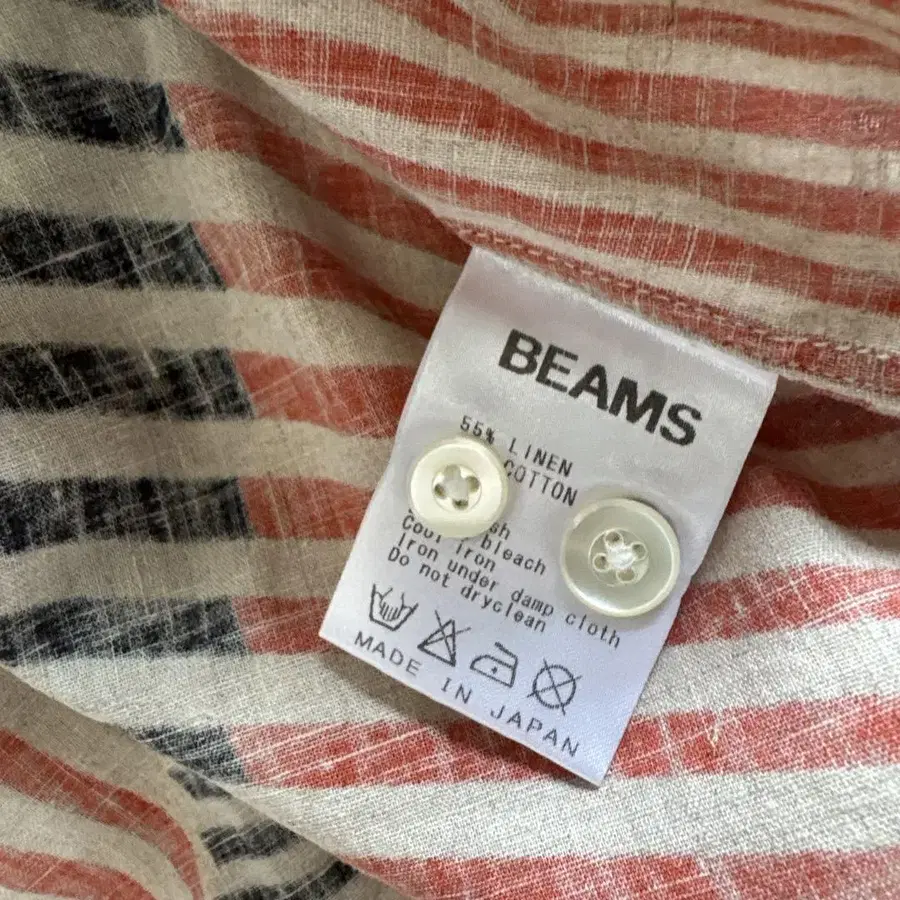 BEAMS
55% LINEN
COTTON
bleach
Cool iron
Iron under damp cloth
Do not dryclean
MADE IN JAPAN